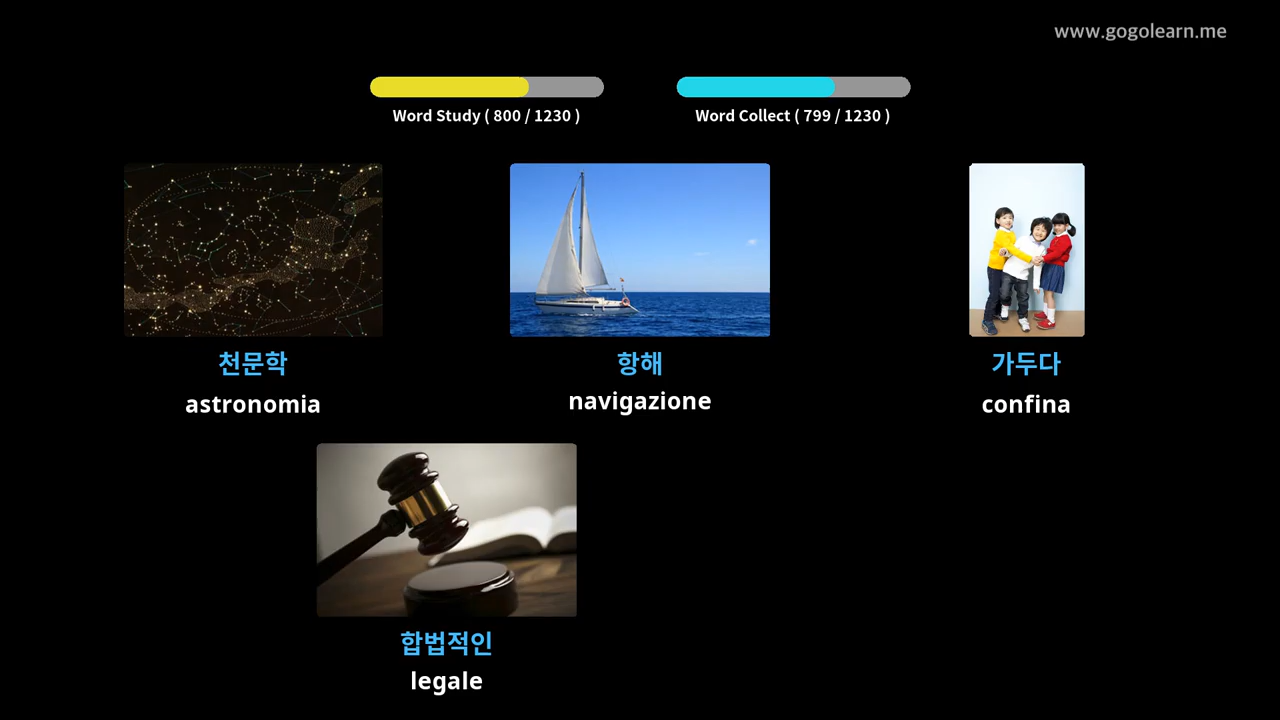 www.gogolearn.me
Word Study ( 800 / 1230 )
Word Collect ( 799 / 1230 )
천문학
astronomia
항해
navigazione
가두다
confina
합법적인
legale